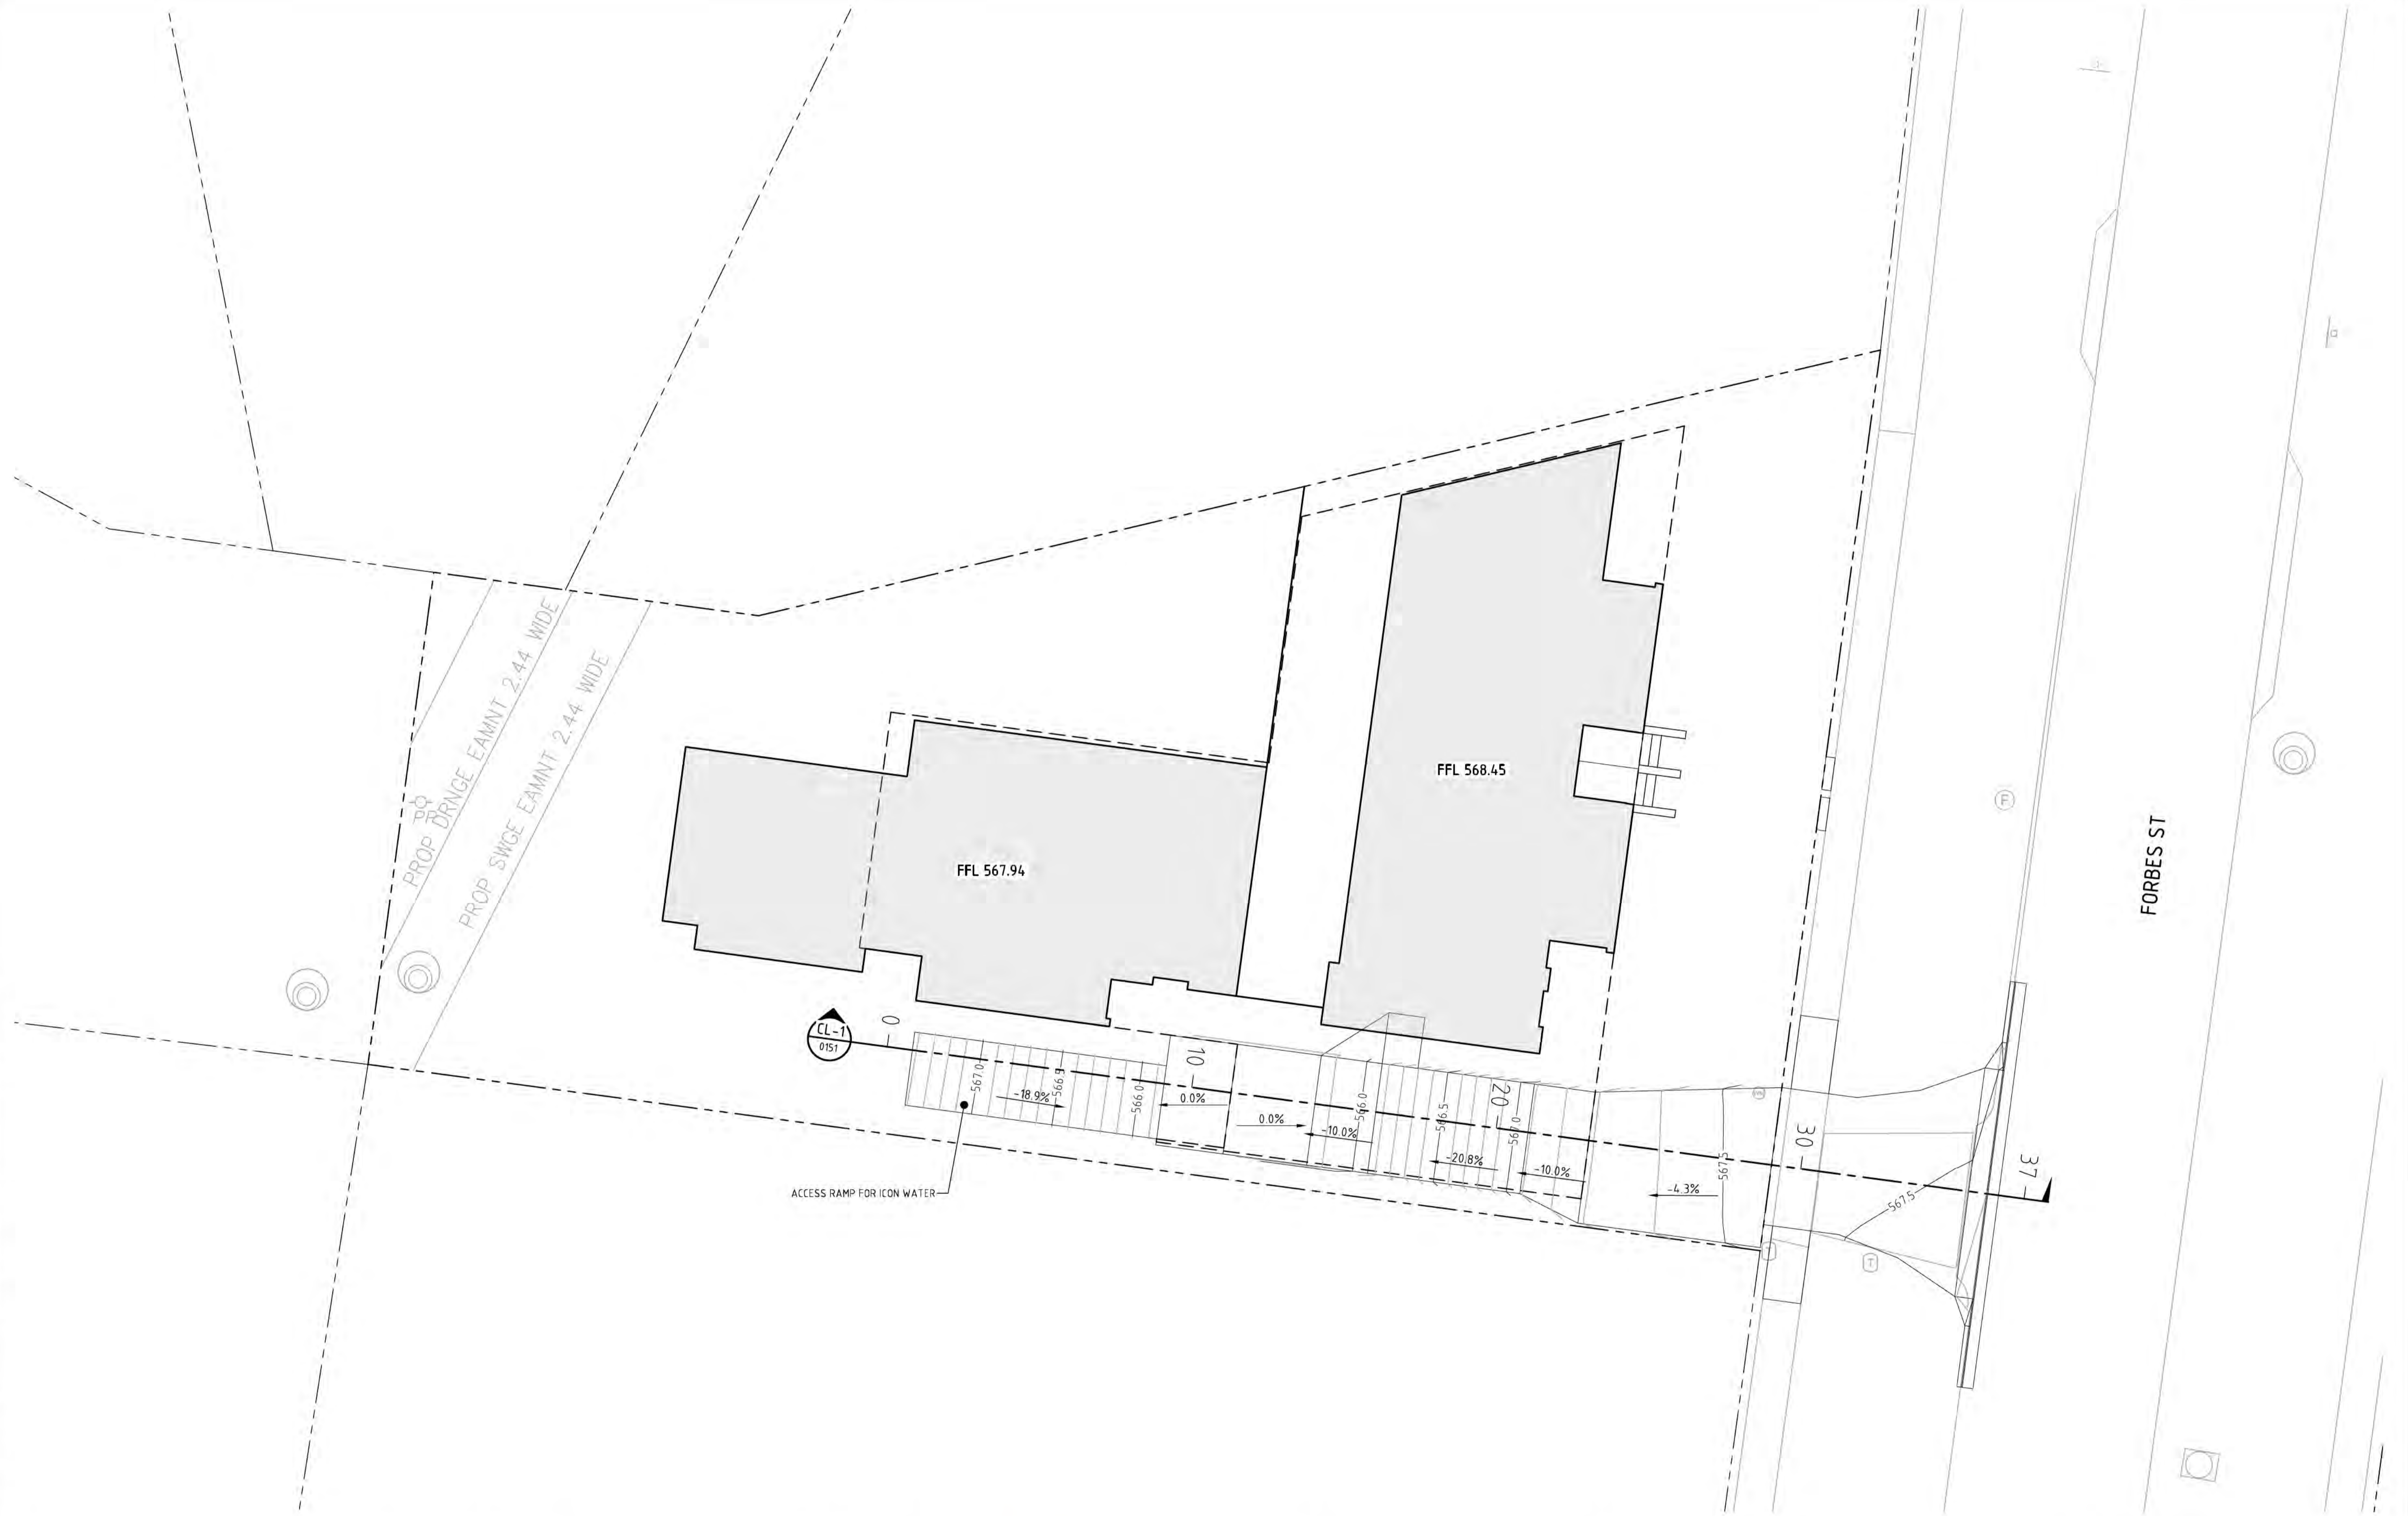 PROP DRNGE EAMNT 2.44 WIDE
PROP SWGE EAMNT 2.44 WIDE
FFL 568.45
FFL 567.94
F
FORBES ST
CL-1
0151
0
10
20
30
37
567.0
-18.9%
566.5
566.0
0.0%
0.0%
-10.0%
566.0
566.5
-20.8%
567.0
-10.0%
-4.3%
567.5
567.5
ACCESS RAMP FOR ICON WATER
T